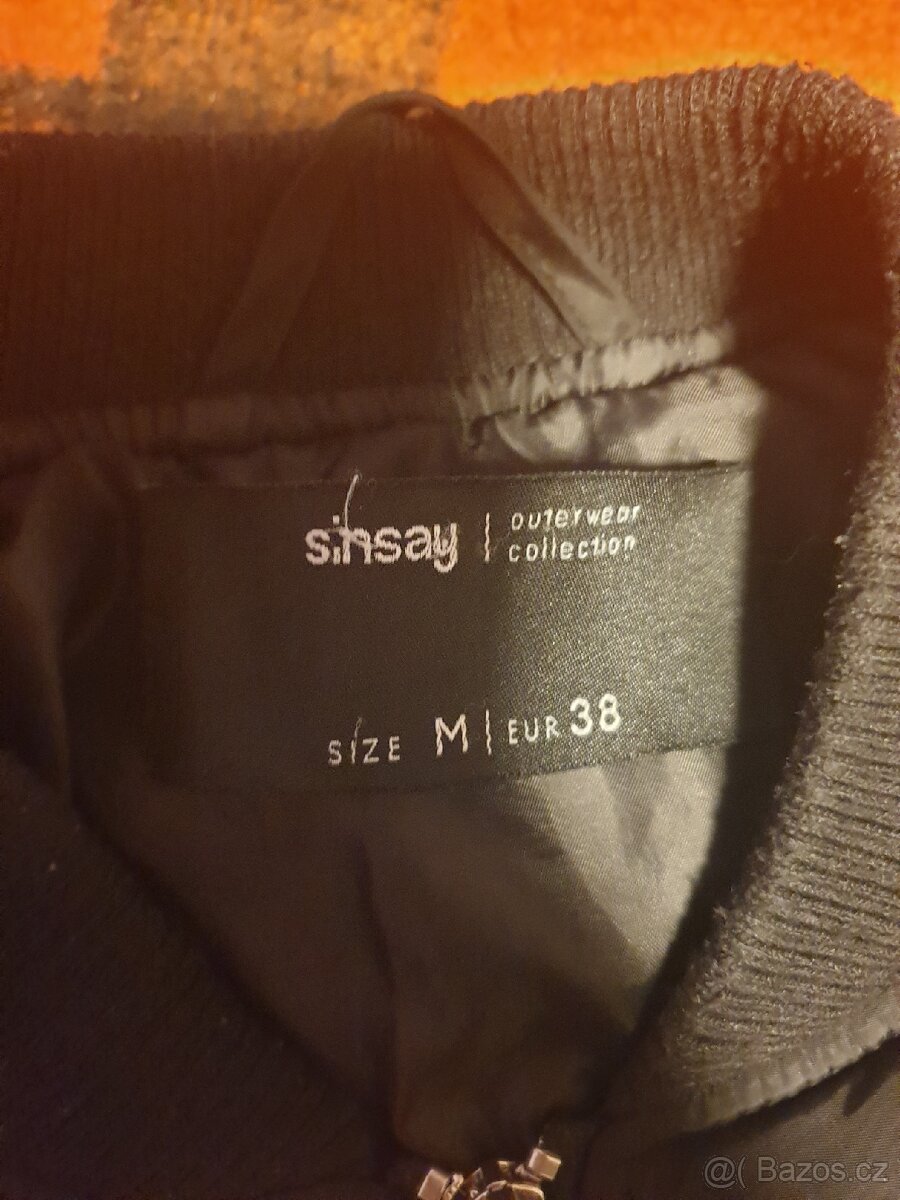 sinsay | outerwear
collection
SIZE M | EUR 38
@( Bazos.cz